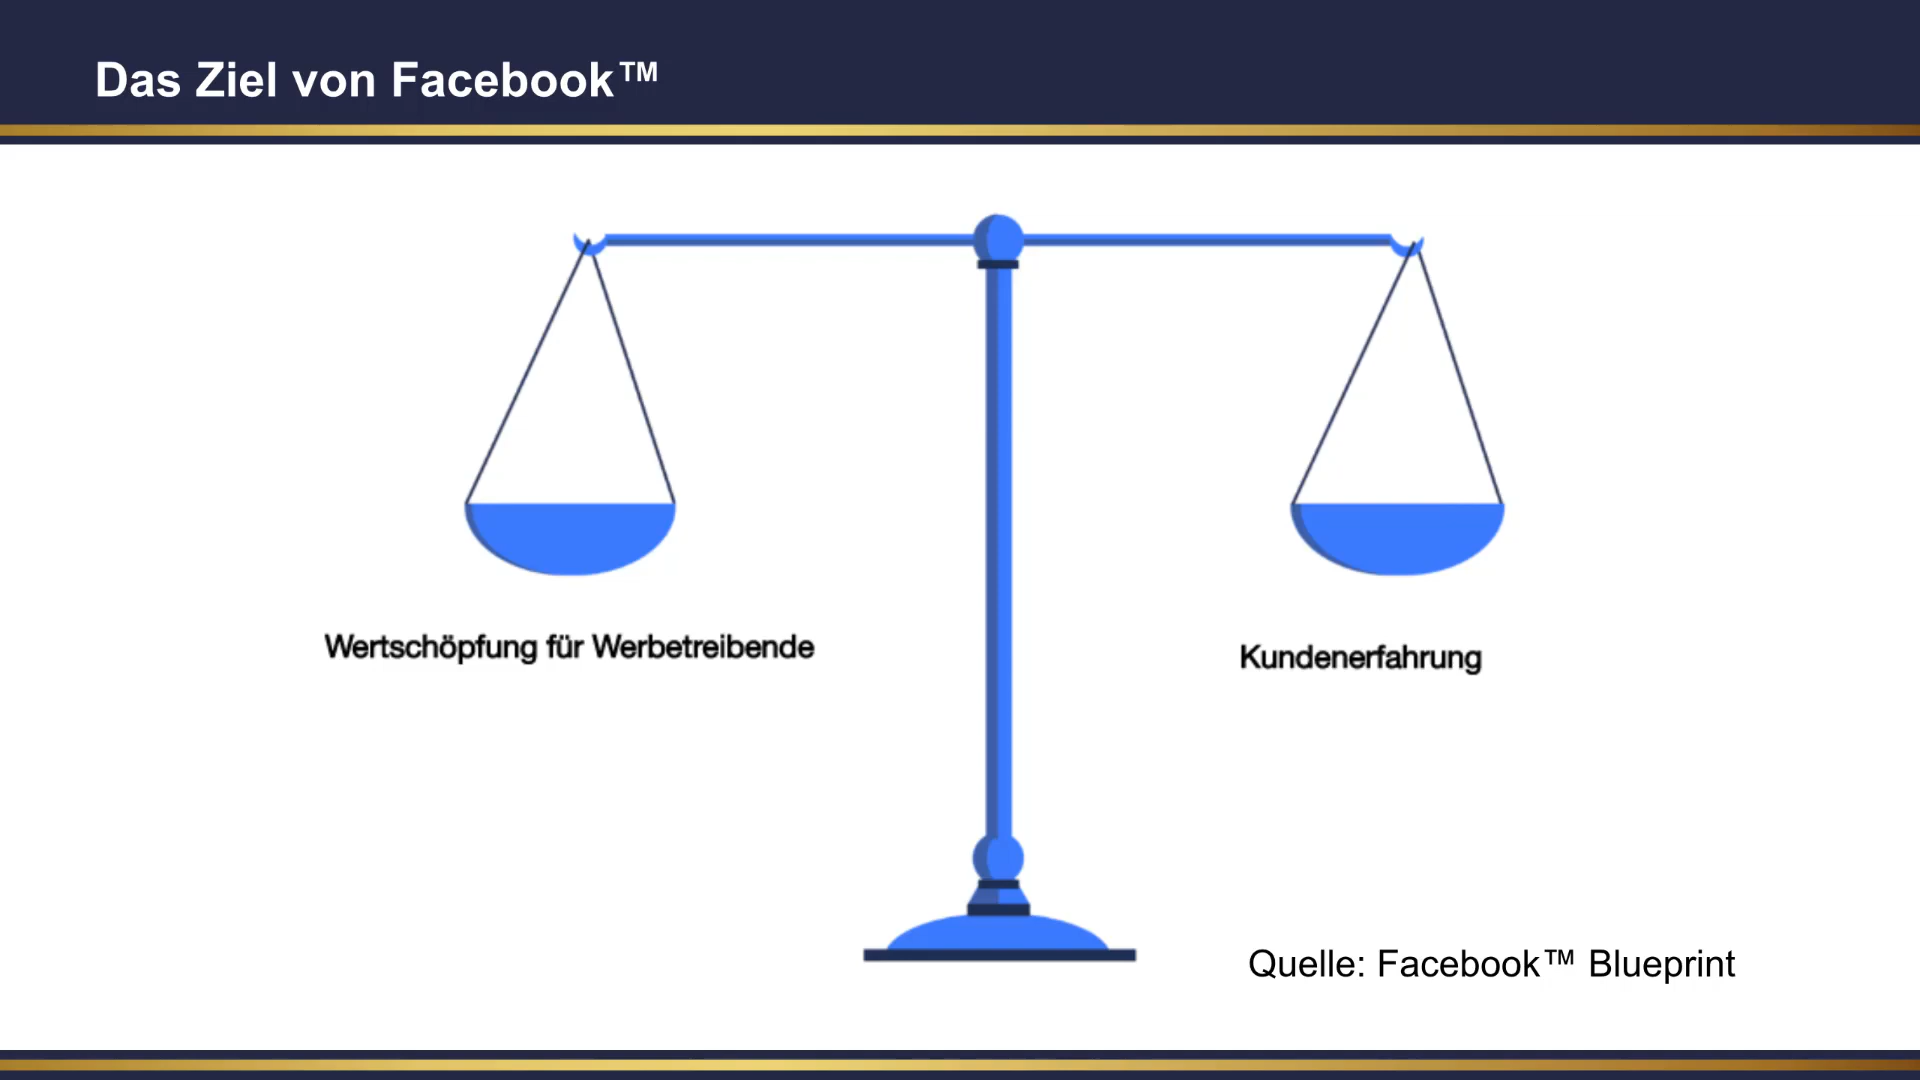 Das Ziel von Facebook™
Wertschöpfung für Werbetreibende
Kundenerfahrung
Quelle: Facebook™ Blueprint